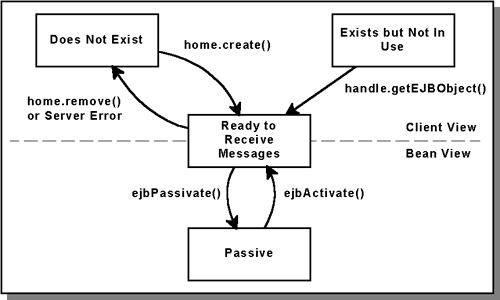 Does Not Exist
Exists but Not In
Use
home.create()
handle.getEJBObject()
home.remove()
or Server Error
Ready to
Receive
Messages
Client View
Bean View
ejbPassivate()
ejbActivate()
Passive